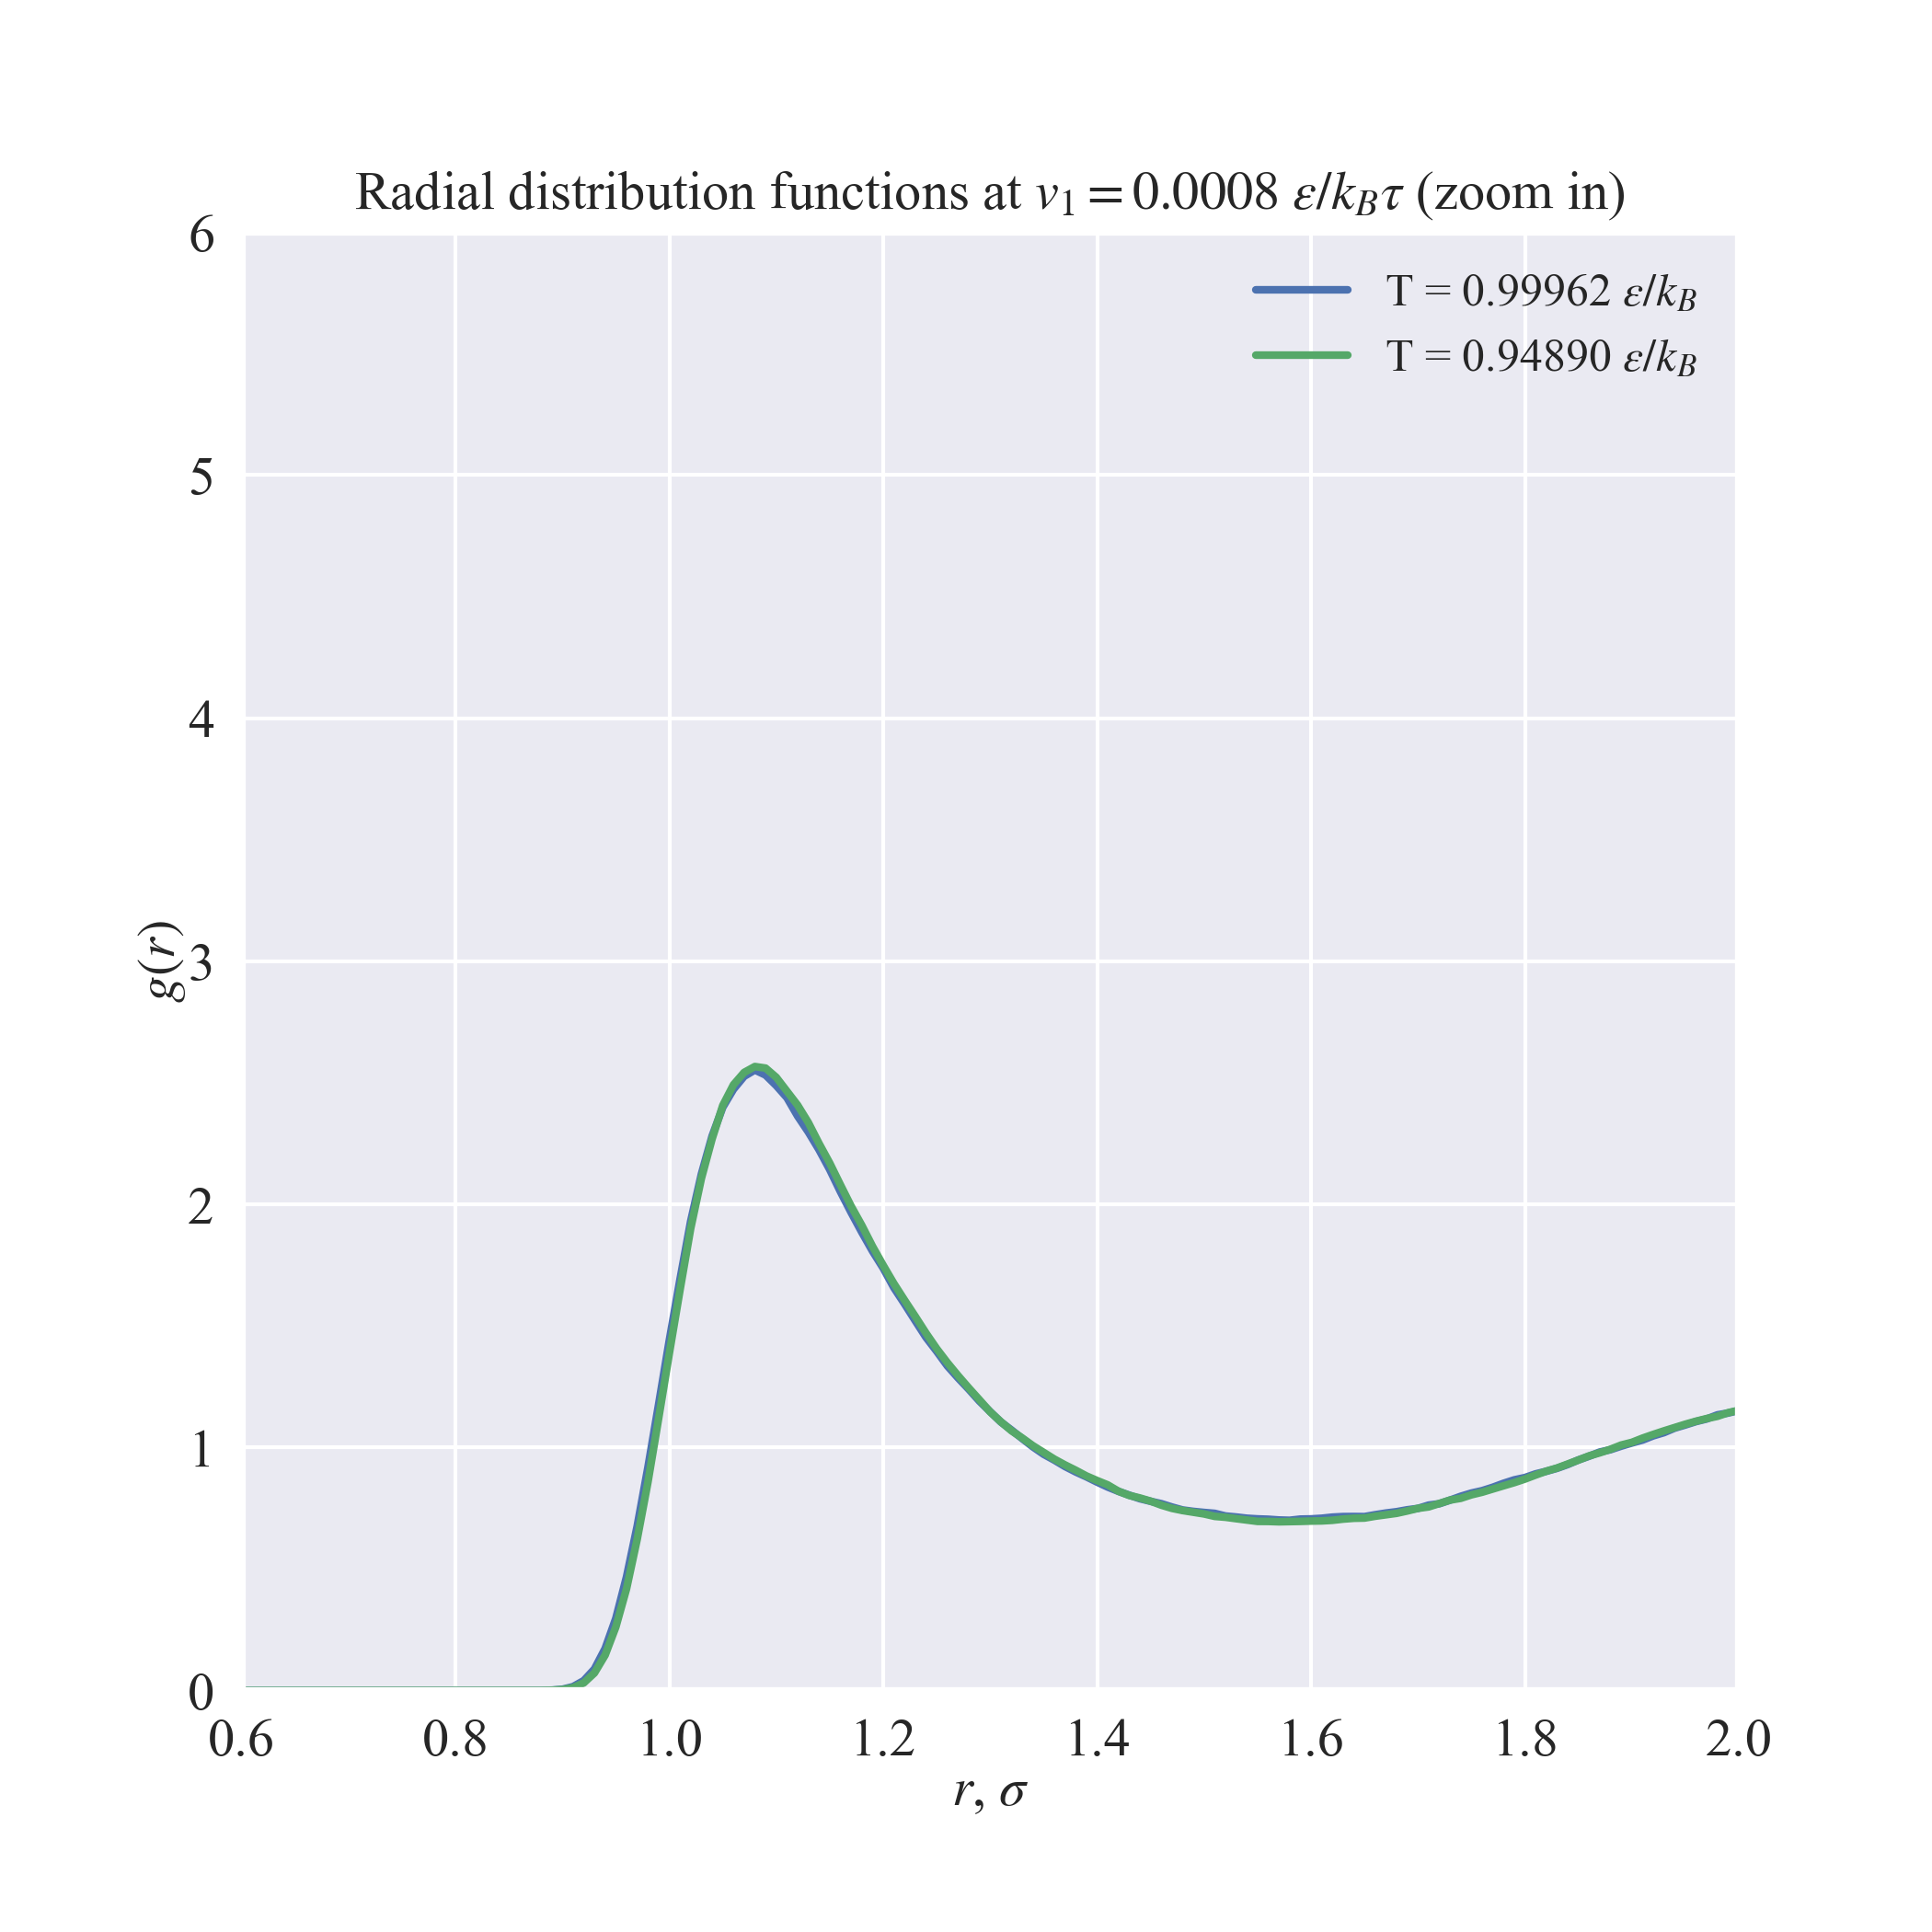 Radial distribution functions at v₁ = 0.0008 ε/k_Bτ (zoom in)
T = 0.99962 ε/k_B
T = 0.94890 ε/k_B
6
5
4
3
2
1
0
g(r)
0.6 0.8 1.0 1.2 1.4 1.6 1.8 2.0
r, σ